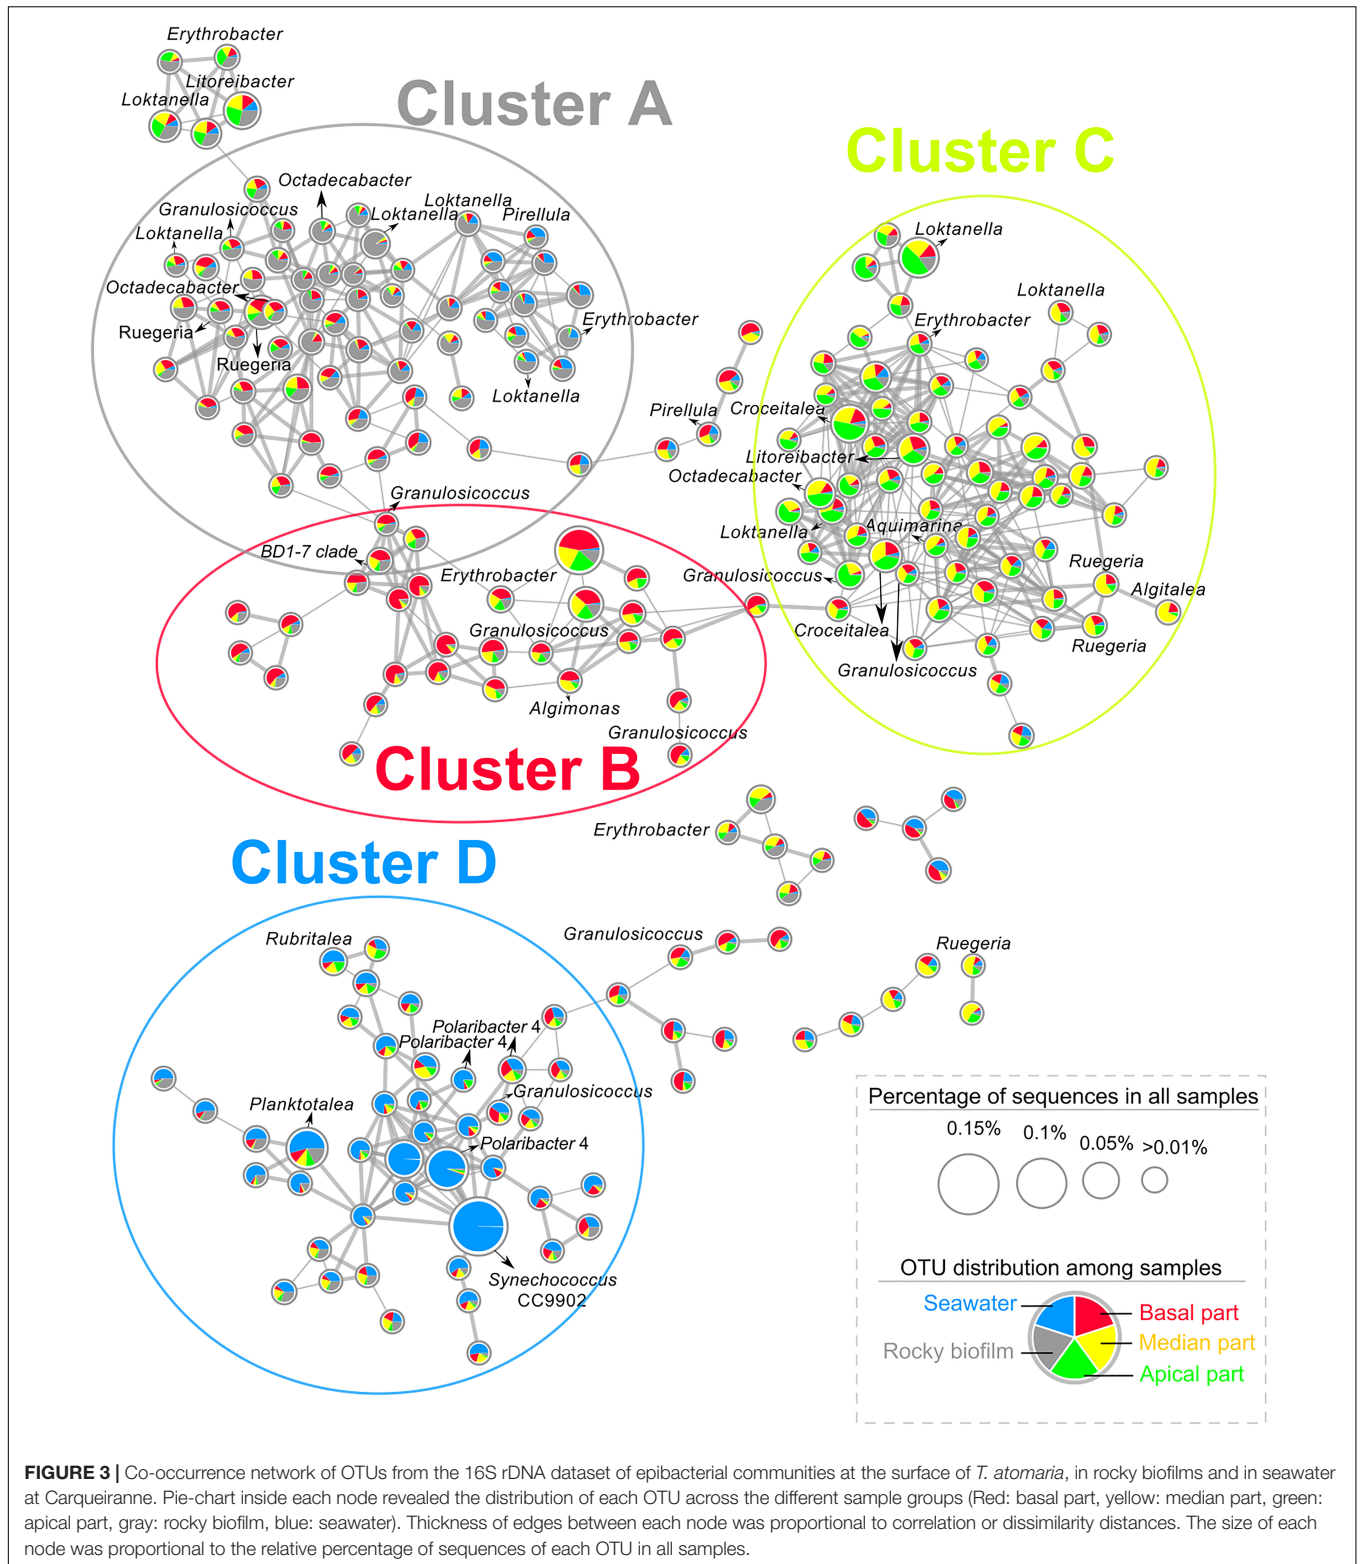 Erythrobacter
Litoreibacter
Loktanella
Cluster A
Cluster C
Octadecabacter
Granulosicoccus
Loktanella
Loktanella
Loktanella
Pirellula
Octadecabacter
Ruegeria
Ruegeria
Erythrobacter
Loktanella
Loktanella
Loktanella
Erythrobacter
Pirellula
Croceitalea
Litoreibacter
Octadecabacter
Loktanella
Aquimarina
Granulosicoccus
Ruegeria
Algitalea
Croceitalea
Ruegeria
Granulosicoccus
Granulosicoccus
BD1-7 clade
Erythrobacter
Granulosicoccus
Algimonas
Granulosicoccus
Cluster B
Erythrobacter
Cluster D
Granulosicoccus
Ruegeria
Rubritalea
Polaribacter 4
Polaribacter 4
Granulosicoccus
Planktotalea
Polaribacter 4
Synechococcus
CC9902
Percentage of sequences in all samples
0.15% 0.1% 0.05% >0.01%
OTU distribution among samples
Seawater
Basal part
Rocky biofilm
Median part
Apical part
FIGURE 3 | Co-occurrence network of OTUs from the 16S rDNA dataset of epibacterial communities at the surface of T. atomaria, in rocky biofilms and in seawater
at Carqueiranne. Pie-chart inside each node revealed the distribution of each OTU across the different sample groups (Red: basal part, yellow: median part, green:
apical part, gray: rocky biofilm, blue: seawater). Thickness of edges between each node was proportional to correlation or dissimilarity distances. The size of each
node was proportional to the relative percentage of sequences of each OTU in all samples.